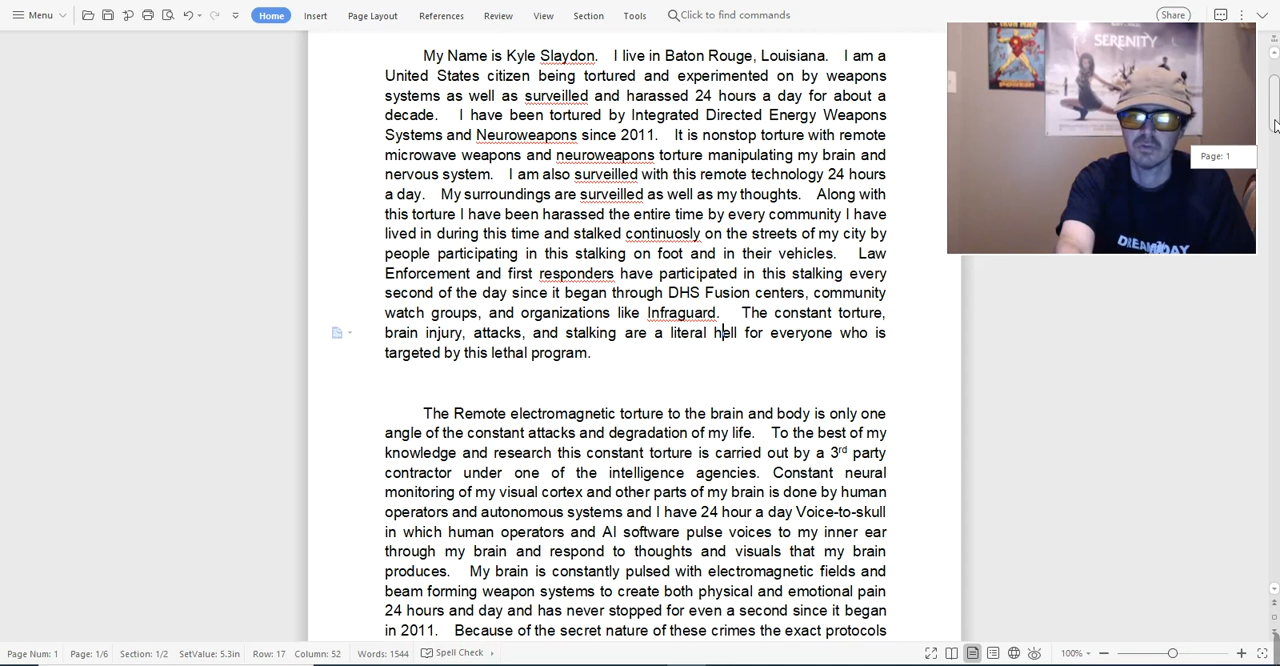 Menu Home Insert Page Layout References Review View Section Tools Click to find commands Share
My Name is Kyle Slaydon. I live in Baton Rouge, Louisiana. I am a
United States citizen being tortured and experimented on by weapons
systems as well as surveilled and harassed 24 hours a day for about a
decade. I have been tortured by Integrated Directed Energy Weapons
Systems and Neuroweapons since 2011. It is nonstop torture with remote
microwave weapons and neuroweapons torture manipulating my brain and
nervous system. I am also surveilled with this remote technology 24 hours
a day. My surroundings are surveilled as well as my thoughts. Along with
this torture I have been harassed the entire time by every community I have
lived in during this time and stalked continuosly on the streets of my city by
people participating in this stalking on foot and in their vehicles. Law
Enforcement and first responders have participated in this stalking every
second of the day since it began through DHS Fusion centers, community
watch groups, and organizations like Infraguard. The constant torture,
brain injury, attacks, and stalking are a literal hell for everyone who is
targeted by this lethal program.
The Remote electromagnetic torture to the brain and body is only one
angle of the constant attacks and degradation of my life. To the best of my
knowledge and research this constant torture is carried out by a 3rd party
contractor under one of the intelligence agencies. Constant neural
monitoring of my visual cortex and other parts of my brain is done by human
operators and autonomous systems and I have 24 hour a day Voice-to-skull
in which human operators and AI software pulse voices to my inner ear
through my brain and respond to thoughts and visuals that my brain
produces. My brain is constantly pulsed with electromagnetic fields and
beam forming weapon systems to create both physical and emotional pain
24 hours and day and has never stopped for even a second since it began
in 2011. Because of the secret nature of these crimes the exact protocols
SERENITY
Page: 1
Page Num: 1 Page: 1/6 Section: 1/2 SetValue: 5.3in Row: 17 Column: 52 Words: 1544 Spell Check 100%